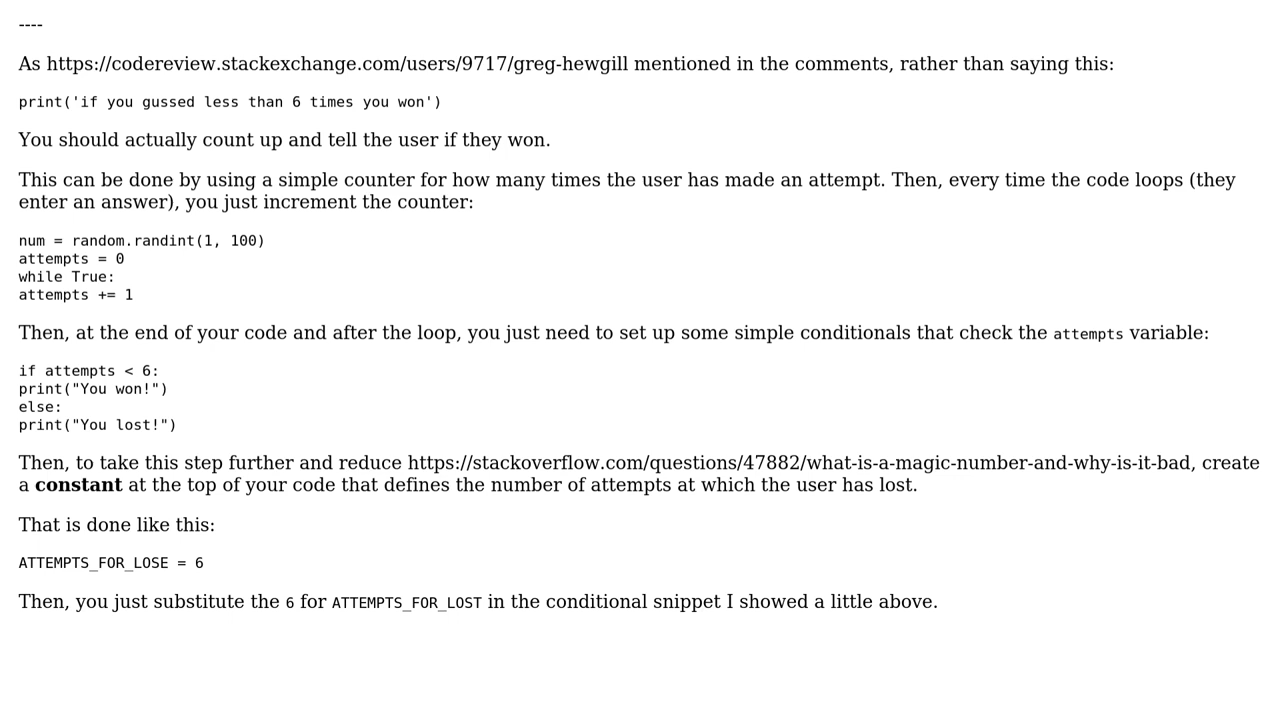 ----
As https://codereview.stackexchange.com/users/9717/greg-hewgill mentioned in the comments, rather than saying this:
print('if you gussed less than 6 times you won')
You should actually count up and tell the user if they won.
This can be done by using a simple counter for how many times the user has made an attempt. Then, every time the code loops (they
enter an answer), you just increment the counter:
num = random.randint(1, 100)
attempts = 0
while True:
attempts += 1
Then, at the end of your code and after the loop, you just need to set up some simple conditionals that check the attempts variable:
if attempts < 6:
print("You won!")
else:
print("You lost!")
Then, to take this step further and reduce https://stackoverflow.com/questions/47882/what-is-a-magic-number-and-why-is-it-bad, create
a constant at the top of your code that defines the number of attempts at which the user has lost.
That is done like this:
ATTEMPTS_FOR_LOSE = 6
Then, you just substitute the 6 for ATTEMPTS_FOR_LOST in the conditional snippet I showed a little above.